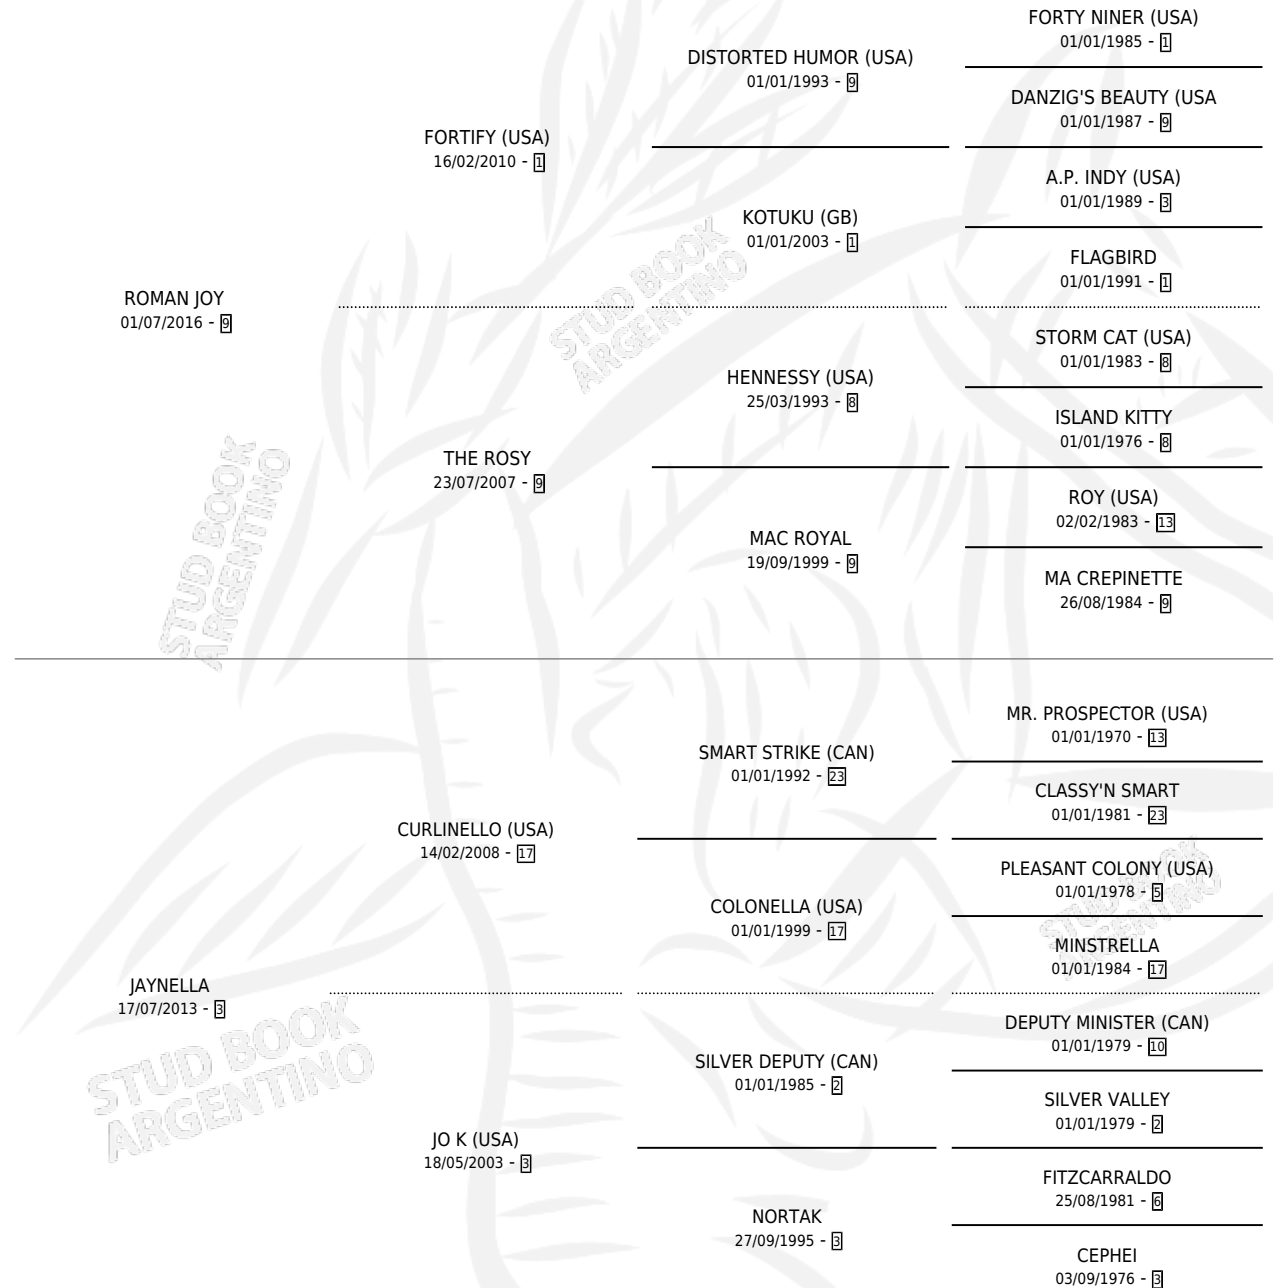 FORTY NINER (USA)
01/01/1985 - 1
DISTORTED HUMOR (USA)
01/01/1993 - 9
DANZIG'S BEAUTY (USA
01/01/1987 - 9
FORTIFY (USA)
16/02/2010 - 1
A.P. INDY (USA)
01/01/1989 - 3
KOTUKU (GB)
01/01/2003 - 1
FLAGBIRD
01/01/1991 - 1
ROMAN JOY
01/07/2016 - 9
STORM CAT (USA)
01/01/1983 - 8
HENNESSY (USA)
25/03/1993 - 8
ISLAND KITTY
01/01/1976 - 8
THE ROSY
23/07/2007 - 9
ROY (USA)
02/02/1983 - 13
MAC ROYAL
19/09/1999 - 9
MA CREPINETTE
26/08/1984 - 9
STUD BOOK
ARGENTINO
STUD BOOK
ARGENTINO
MR. PROSPECTOR (USA)
01/01/1970 - 13
SMART STRIKE (CAN)
01/01/1992 - 23
CLASSY'N SMART
01/01/1981 - 23
CURLINELLO (USA)
14/02/2008 - 17
PLEASANT COLONY (USA)
01/01/1978 - 5
COLONELLA (USA)
01/01/1999 - 17
MINSTRELLA
01/01/1984 - 17
JAYNELLA
17/07/2013 - 3
DEPUTY MINISTER (CAN)
01/01/1979 - 10
SILVER DEPUTY (CAN)
01/01/1985 - 2
SILVER VALLEY
01/01/1979 - 2
JO K (USA)
18/05/2003 - 3
FITZCARRALDO
25/08/1981 - 6
NORTAK
27/09/1995 - 3
CEPHEI
03/09/1976 - 3
STUD BOOK
ARGENTINO
STUD BOOK
ARGENTINO